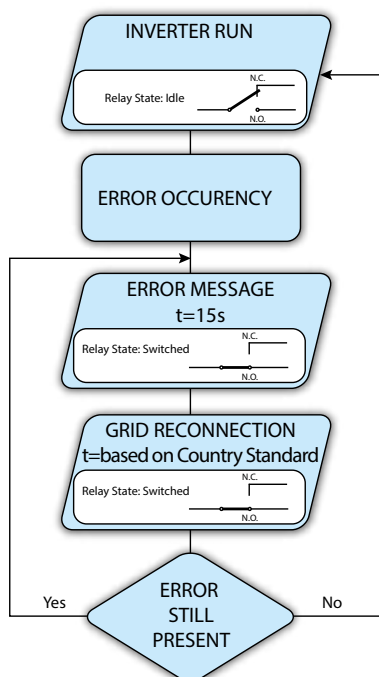 INVERTER RUN
N.C.
Relay State: Idle
N.O.
ERROR OCCURENCY
ERROR MESSAGE
t=15s
N.C.
Relay State: Switched
N.O.
GRID RECONNECTION
t=based on Country Standard
N.C.
Relay State: Switched
N.O.
Yes
ERROR
STILL
PRESENT
No